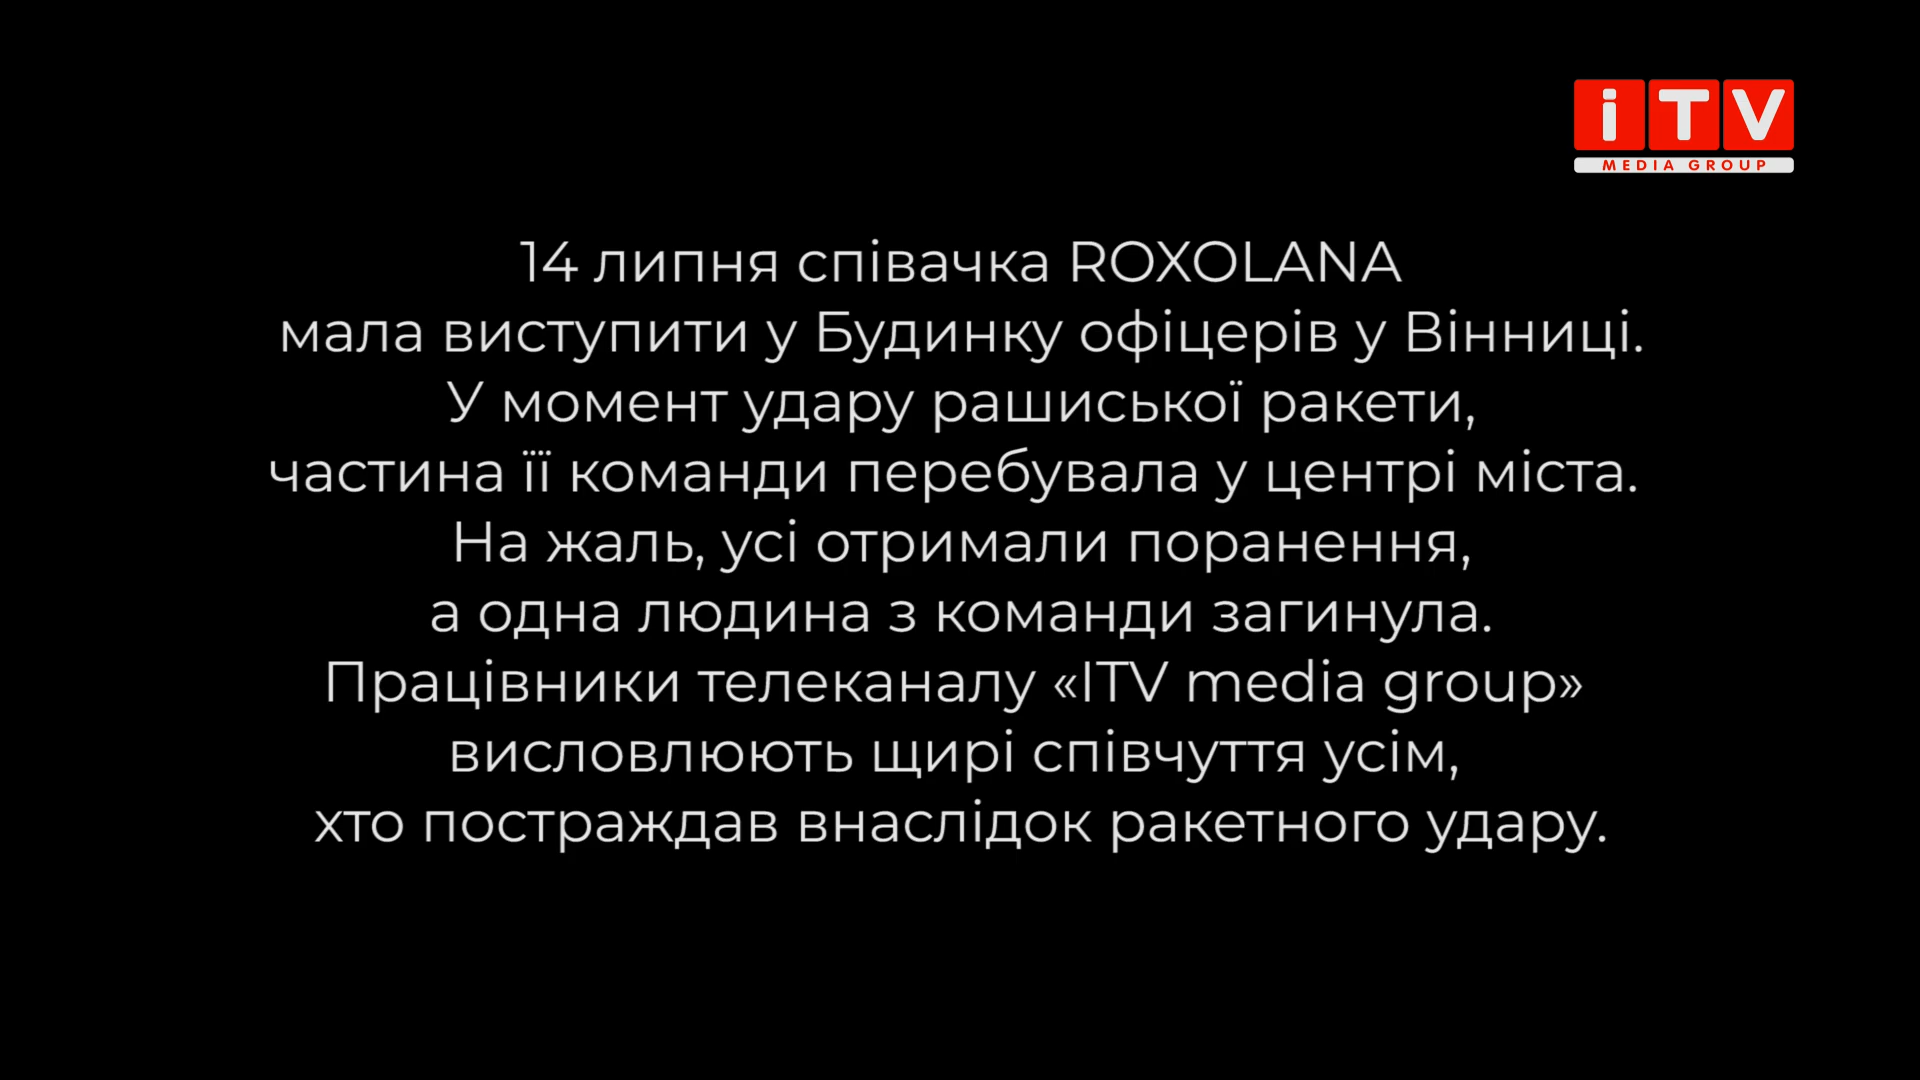 iTV
MEDIA GROUP
14 липня співачка ROXOLANA
мала виступити у Будинку офіцерів у Вінниці.
У момент удару рашиської ракети,
частина її команди перебувала у центрі міста.
На жаль, усі отримали поранення,
а одна людина з команди загинула.
Працівники телеканалу «ITV media group»
висловлюють щирі співчуття усім,
хто постраждав внаслідок ракетного удару.